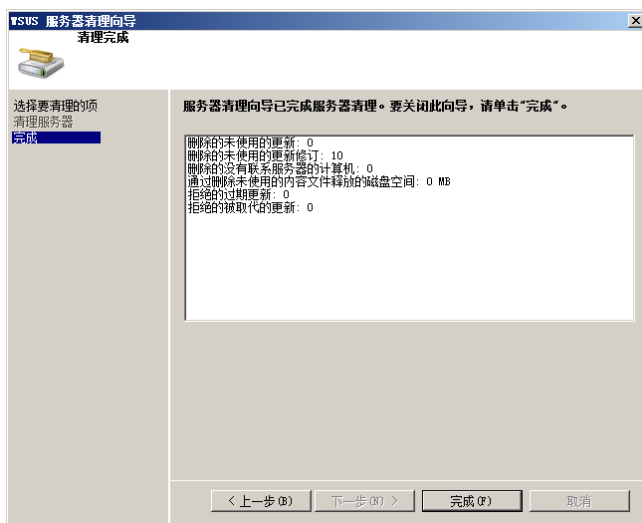 WSUS 服务器清理向导
清理完成
选择要清理的项
清理服务器
完成
服务器清理向导已完成服务器清理。要关闭此向导，请单击“完成”。
删除的未使用的更新: 0
删除的未使用的更新修订: 10
删除的没有联系服务器的计算机: 0
通过删除未使用的内容文件释放的磁盘空间: 0 MB
拒绝的过期更新: 0
拒绝的被取代的更新: 0
< 上一步(B)
下一步(N) >
完成(F)
取消